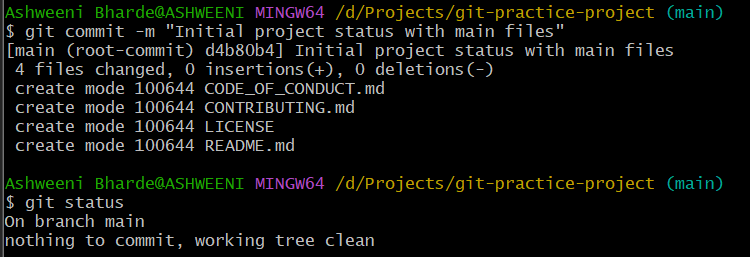 Ashweeni Bharde@ASHWEENI MINGW64 /d/Projects/git-practice-project (main)
$ git commit -m "Initial project status with main files"
[main (root-commit) d4b80b4] Initial project status with main files
 4 files changed, 0 insertions(+), 0 deletions(-)
 create mode 100644 CODE_OF_CONDUCT.md
 create mode 100644 CONTRIBUTING.md
 create mode 100644 LICENSE
 create mode 100644 README.md

Ashweeni Bharde@ASHWEENI MINGW64 /d/Projects/git-practice-project (main)
$ git status
On branch main
nothing to commit, working tree clean